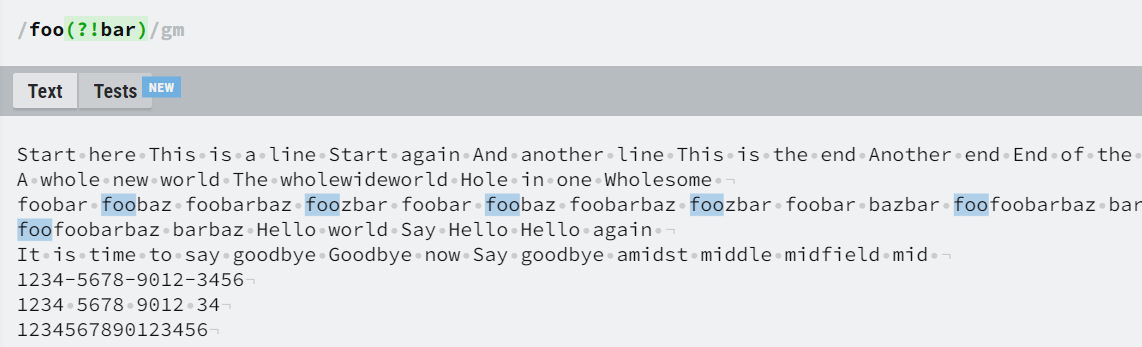 /foo(?!bar)/gm
Text Tests NEW
Start here This is a line Start again And another line This is the end Another end End of the
A whole new world The wholewideworld Hole in one Wholesome
foobar foobaz foobarbaz foozbar foobar foobaz foobarbaz foozbar foobar bazbar foofoobarbaz bar
foofoobarbaz barbaz Hello world Say Hello Hello again
It is time to say goodbye Goodbye now Say goodbye amidst middle midfield mid
1234-5678-9012-3456
1234 5678 9012 34
1234567890123456